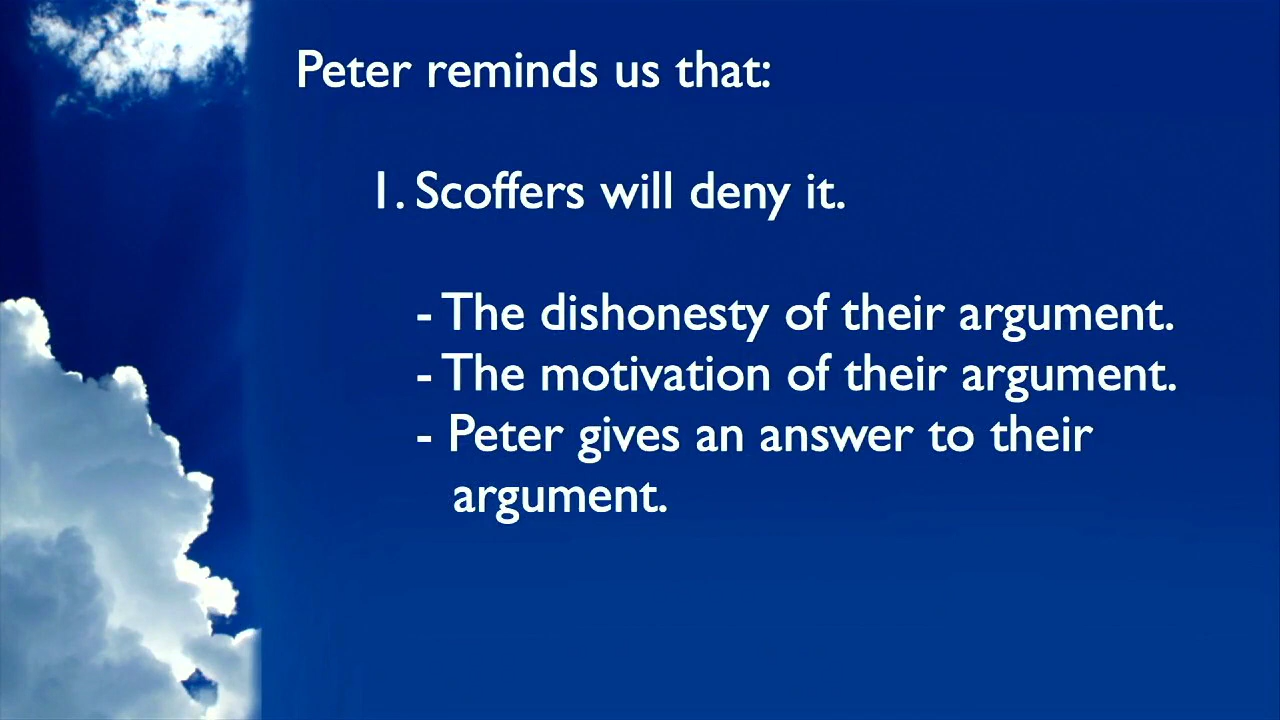 Peter reminds us that:
1. Scoffers will deny it.
- The dishonesty of their argument.
- The motivation of their argument.
- Peter gives an answer to their
argument.